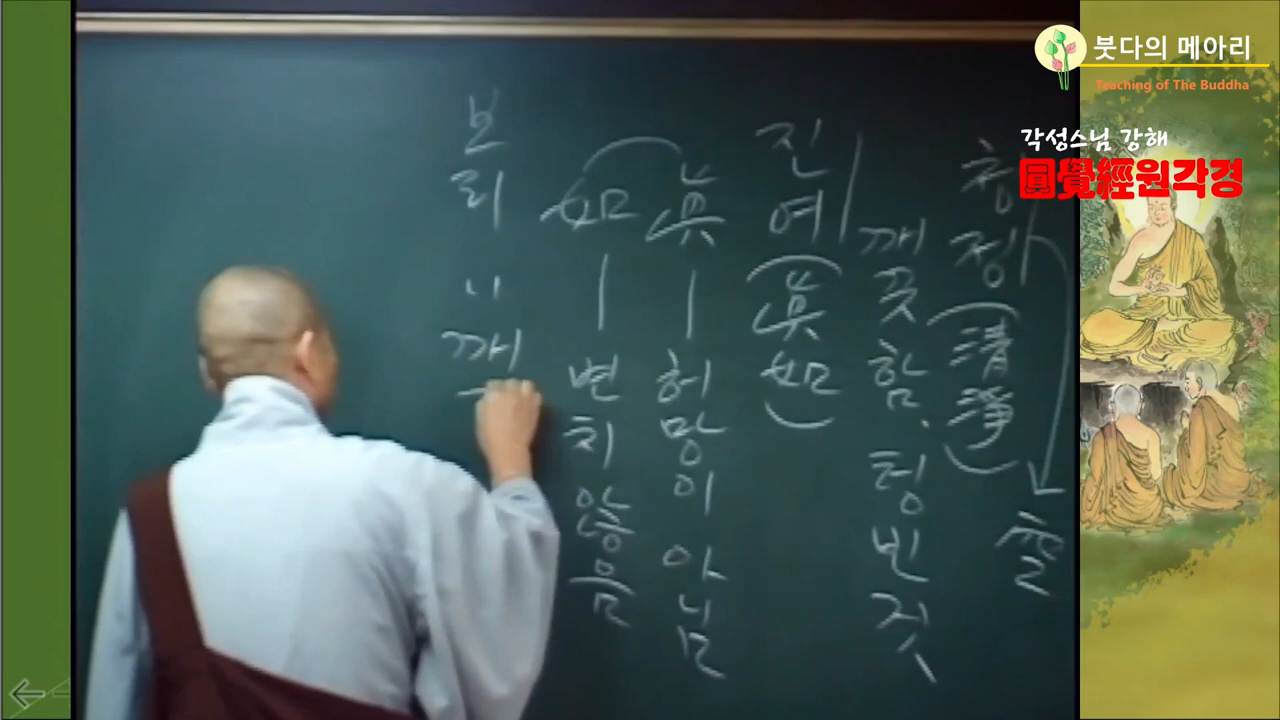 붓다의 메아리
Teaching of The Buddha
각성스님 강해
圓覺經원각경
청정(清淨)
깨끗함. 텅 빈 것
진여(眞如)
眞 — 허망이 아님
如 — 변치 않음
보리 〃 깨